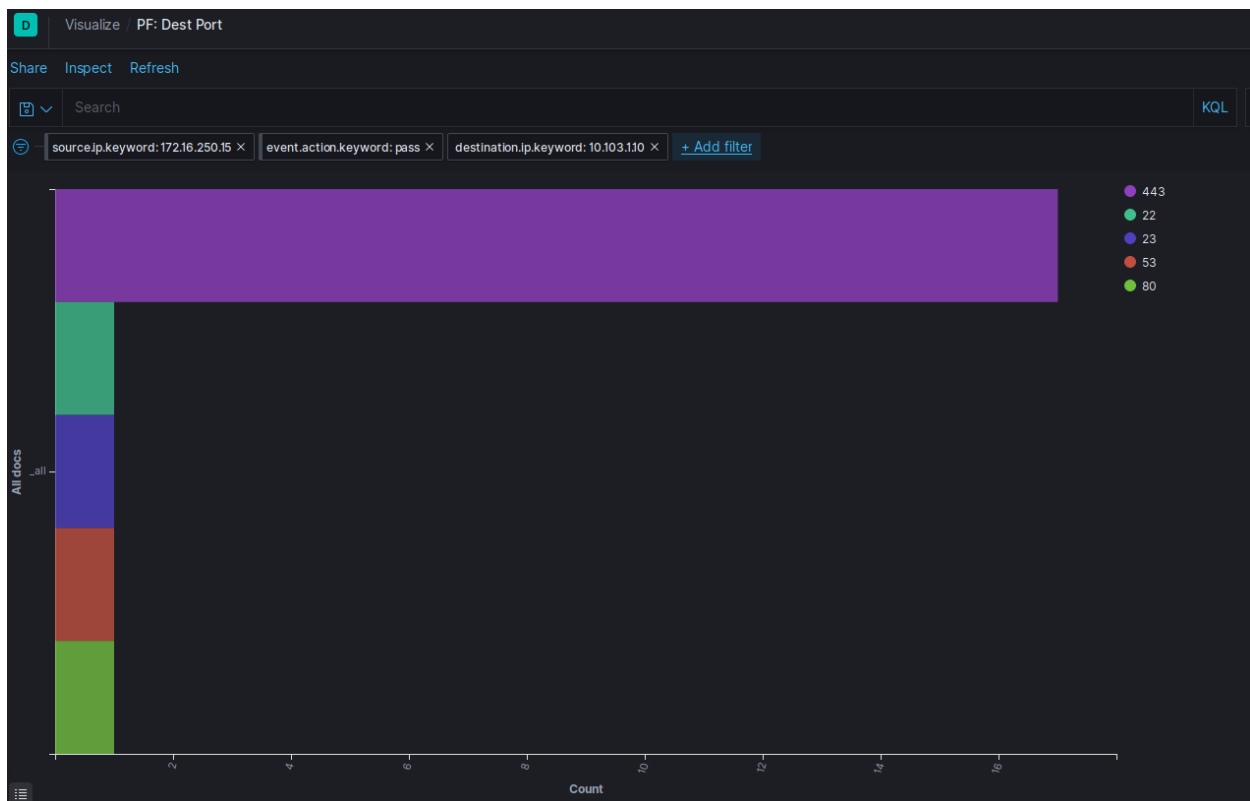 D Visualize / PF: Dest Port
Share Inspect Refresh
Search KQL
source.ip.keyword: 172.16.250.15 × event.action.keyword: pass × destination.ip.keyword: 10.103.1.10 × + Add filter
443
22
23
53
80
All docs
_all
2 4 6 8 10 12 14 16
Count